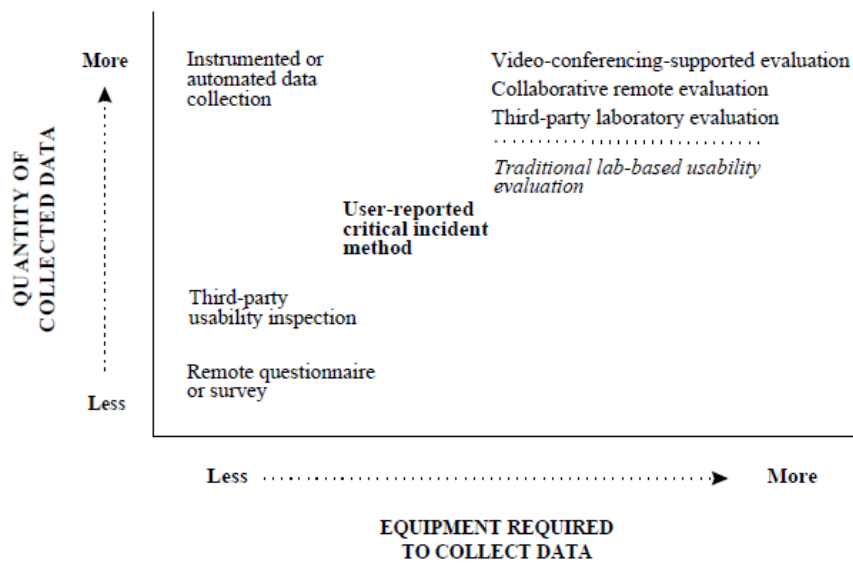 More
QUANTITY OF
COLLECTED DATA
Less
Instrumented or
automated data
collection
Video-conferencing-supported evaluation
Collaborative remote evaluation
Third-party laboratory evaluation
Traditional lab-based usability
evaluation
User-reported
critical incident
method
Third-party
usability inspection
Remote questionnaire
or survey
Less
More
EQUIPMENT REQUIRED
TO COLLECT DATA